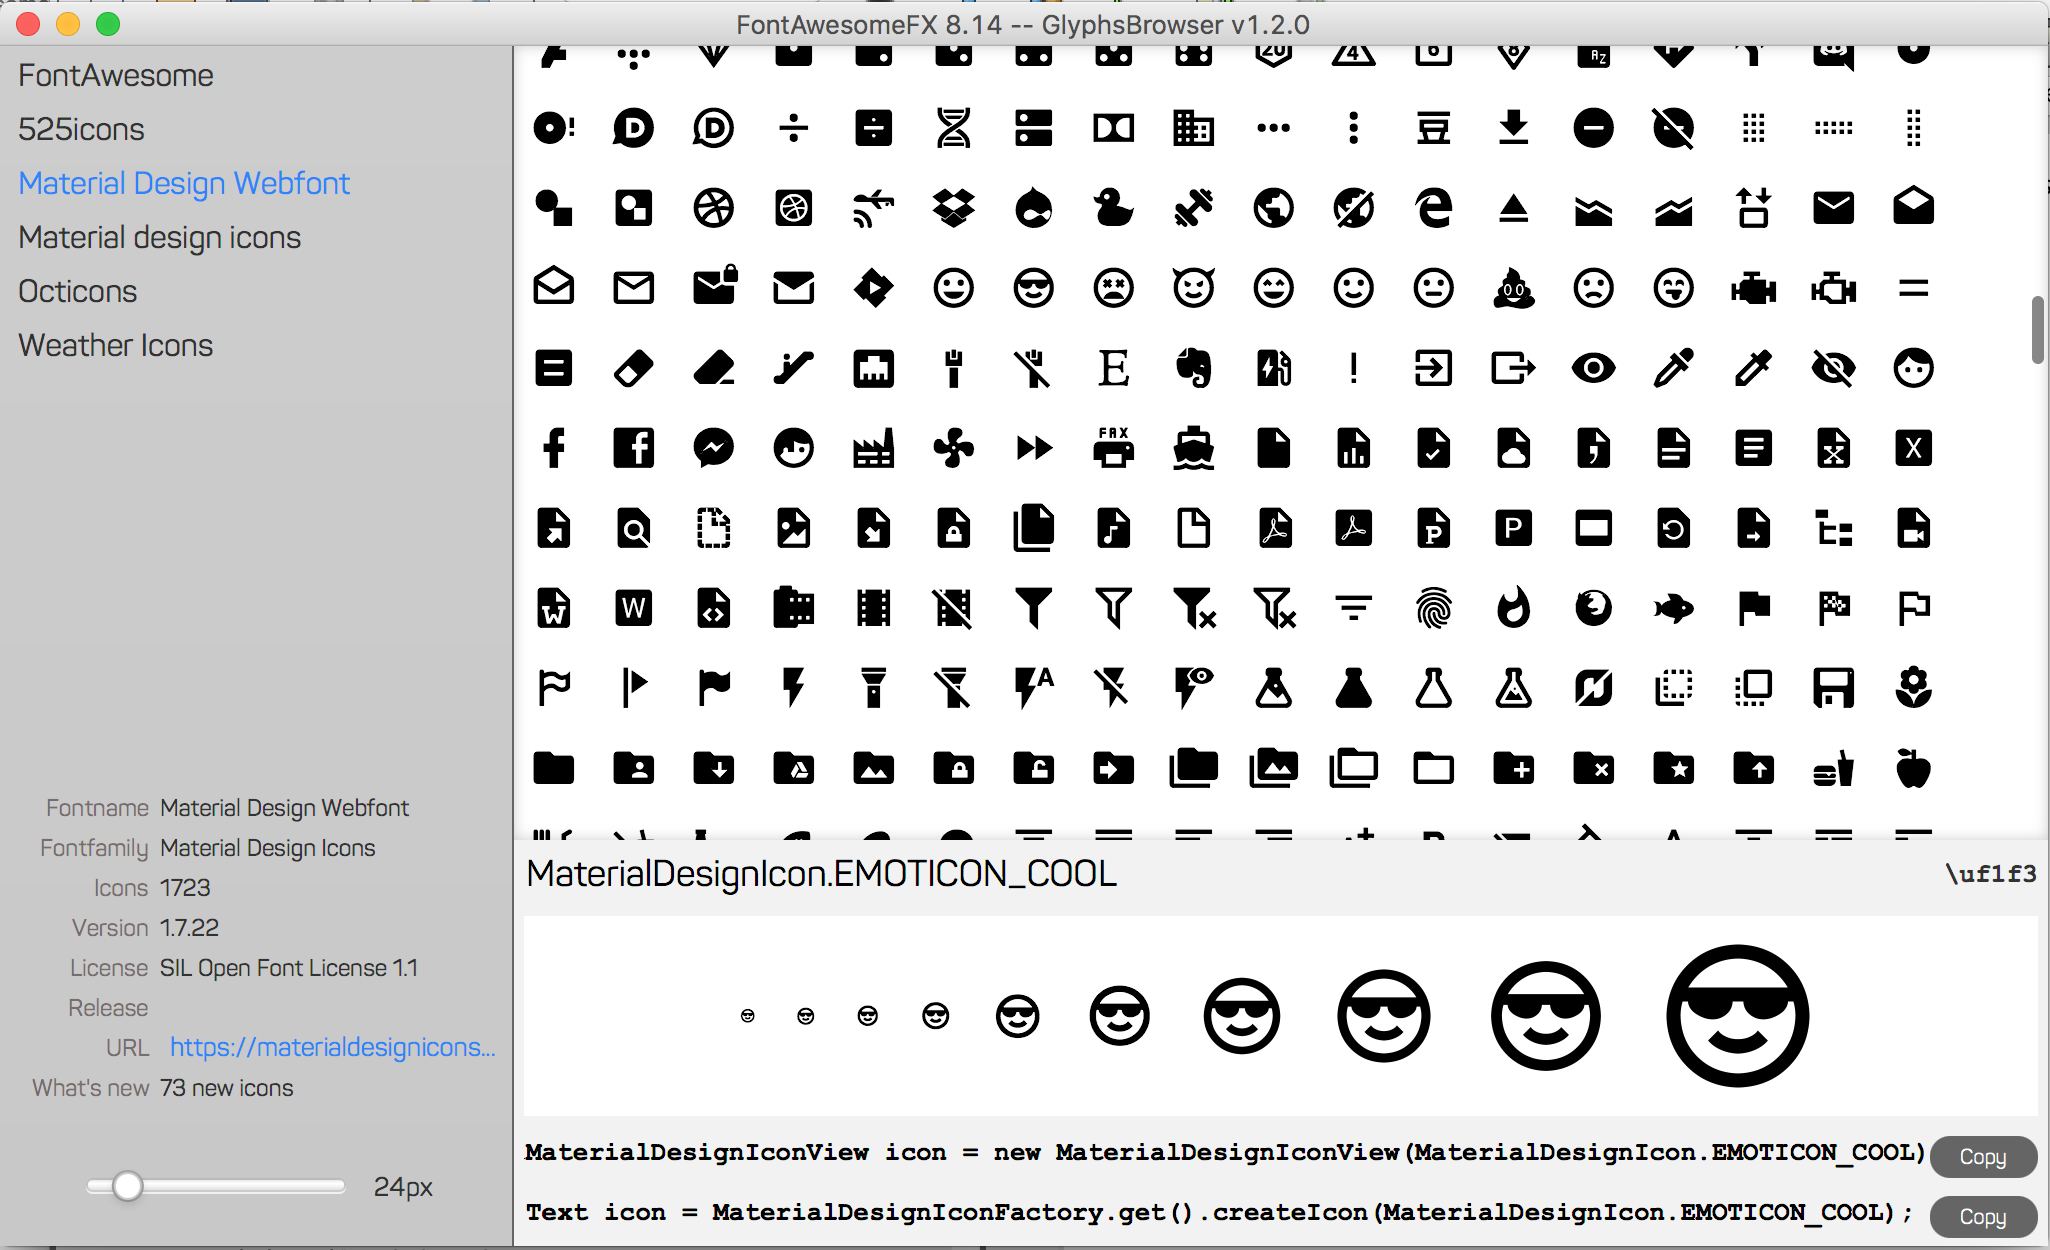 FontAwesomeFX 8.14 -- GlyphsBrowser v1.2.0
FontAwesome
525icons
Material Design Webfont
Material design icons
Octicons
Weather Icons
Fontname Material Design Webfont
Fontfamily Material Design Icons
Icons 1723
Version 1.7.22
License SIL Open Font License 1.1
Release
URL https://materialdesignicons...
What's new 73 new icons
24px
MaterialDesignIcon.EMOTICON_COOL
\uf1f3
MaterialDesignIconView icon = new MaterialDesignIconView(MaterialDesignIcon.EMOTICON_COOL)
Copy
Text icon = MaterialDesignIconFactory.get().createIcon(MaterialDesignIcon.EMOTICON_COOL);
Copy